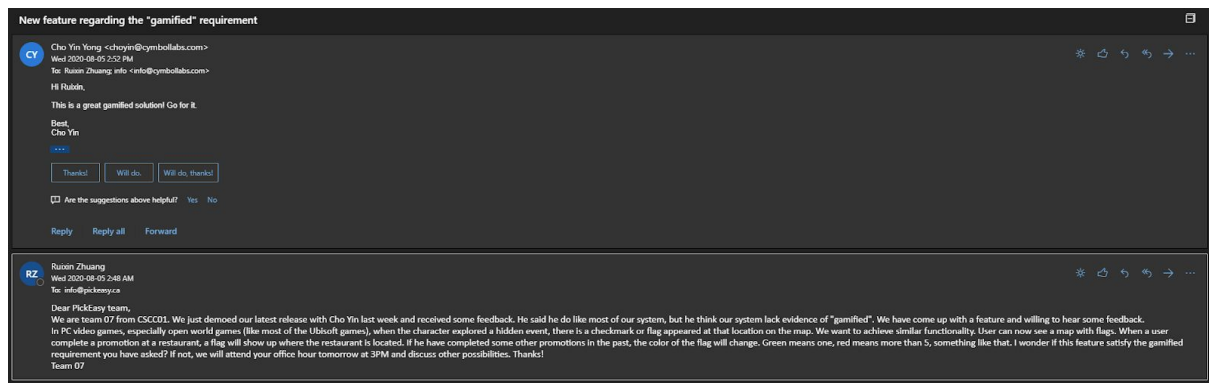 New feature regarding the "gamified" requirement
CY
Cho Yin Yong <choyin@cymbollabs.com>
Wed 2020-08-05 2:52 PM
To: Ruixin Zhuang; info <info@cymbollabs.com>
Hi Ruixin,
This is a great gamified solution! Go for it.
Best,
Cho Yin
...
Thanks! Will do. Will do, thanks!
Are the suggestions above helpful? Yes No
Reply Reply all Forward
RZ
Ruixin Zhuang
Wed 2020-08-05 2:48 AM
To: info@pickeasy.ca
Dear PickEasy team,
We are team 07 from CSCC01. We just demoed our latest release with Cho Yin last week and received some feedback. He said he do like most of our system, but he think our system lack evidence of "gamified". We have come up with a feature and willing to hear some feedback.
In PC video games, especially open world games (like most of the Ubisoft games), when the character explored a hidden event, there is a checkmark or flag appeared at that location on the map. We want to achieve similar functionality. User can now see a map with flags. When a user
complete a promotion at a restaurant, a flag will show up where the restaurant is located. If he have completed some other promotions in the past, the color of the flag will change. Green means one, red means more than 5, something like that. I wonder if this feature satisfy the gamified
requirement you have asked? If not, we will attend your office hour tomorrow at 3PM and discuss other possibilities. Thanks!
Team 07